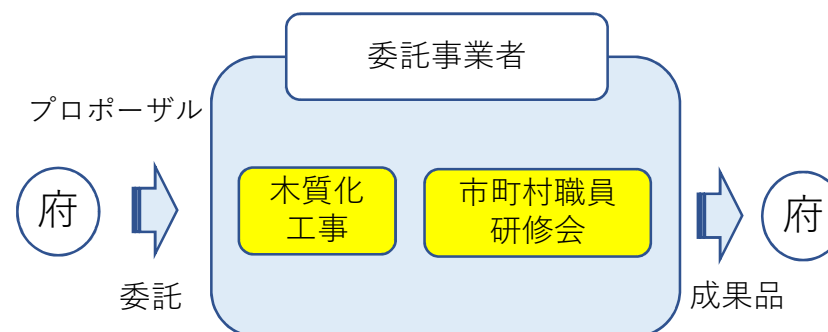 委託事業者
プロポーザル
府
委託
木質化
工事
市町村職員
研修会
成果品
府